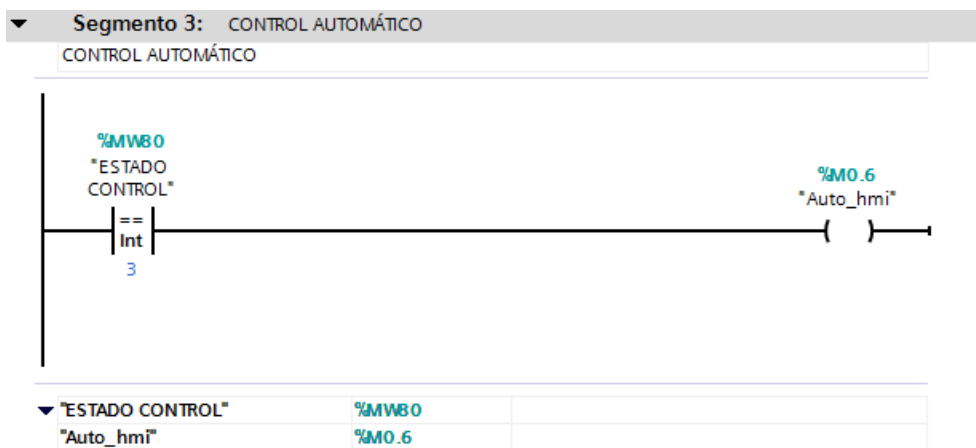 Segmento 3: CONTROL AUTOMÁTICO
CONTROL AUTOMÁTICO
%MW80
"ESTADO
CONTROL"
%M0.6
"Auto_hmi"
==
Int
( )
3
"ESTADO CONTROL" %MW80
"Auto_hmi" %M0.6